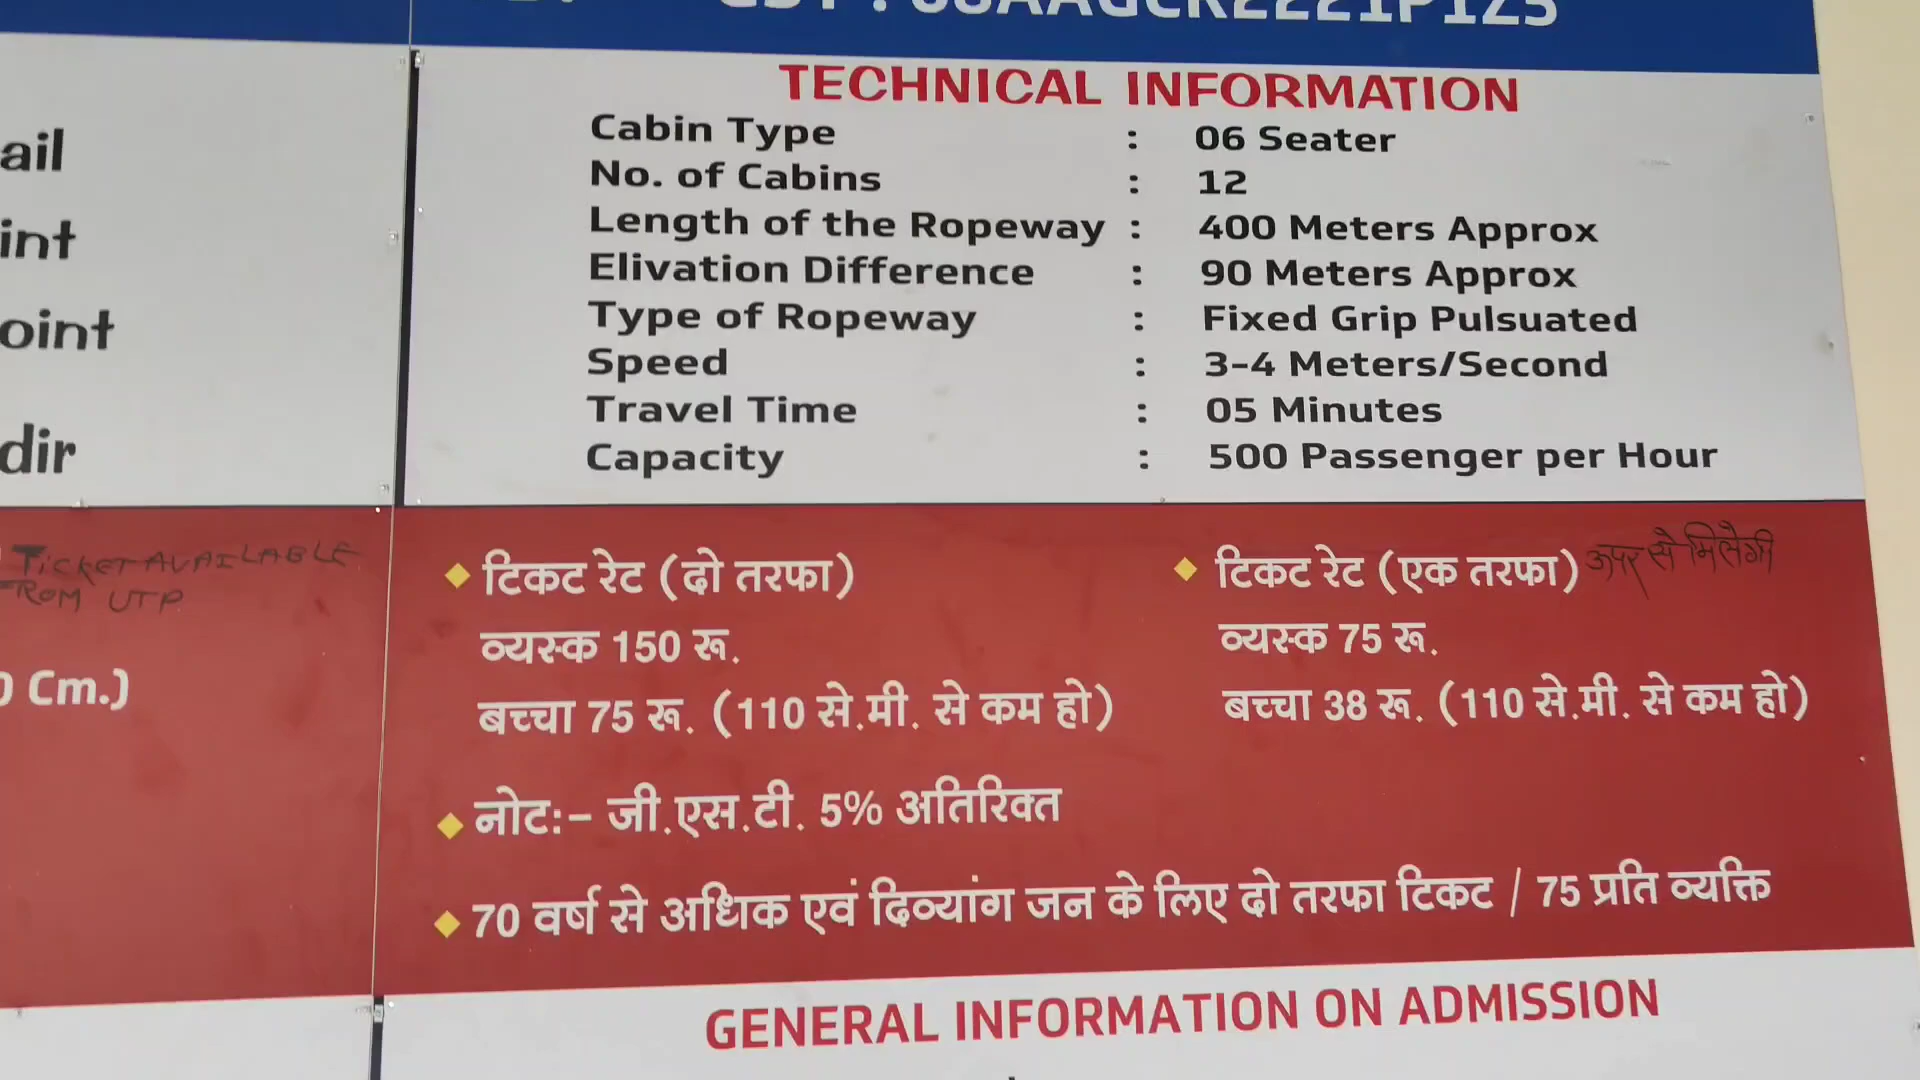 TECHNICAL INFORMATION
Cabin Type : 06 Seater
No. of Cabins : 12
Length of the Ropeway : 400 Meters Approx
Elivation Difference : 90 Meters Approx
Type of Ropeway : Fixed Grip Pulsuated
Speed : 3-4 Meters/Second
Travel Time : 05 Minutes
Capacity : 500 Passenger per Hour
ail
int
oint
dir
TICKET AVAILABLE
FROM UTP
Cm.)
टिकट रेट (दो तरफा)
व्यस्क 150 रू.
बच्चा 75 रू. (110 से.मी. से कम हो)
टिकट रेट (एक तरफा) ऊपर से मिलेगी
व्यस्क 75 रू.
बच्चा 38 रू. (110 से.मी. से कम हो)
नोटः- जी.एस.टी. 5% अतिरिक्त
70 वर्ष से अधिक एवं दिव्यांग जन के लिए दो तरफा टिकट / 75 प्रति व्यक्ति
GENERAL INFORMATION ON ADMISSION